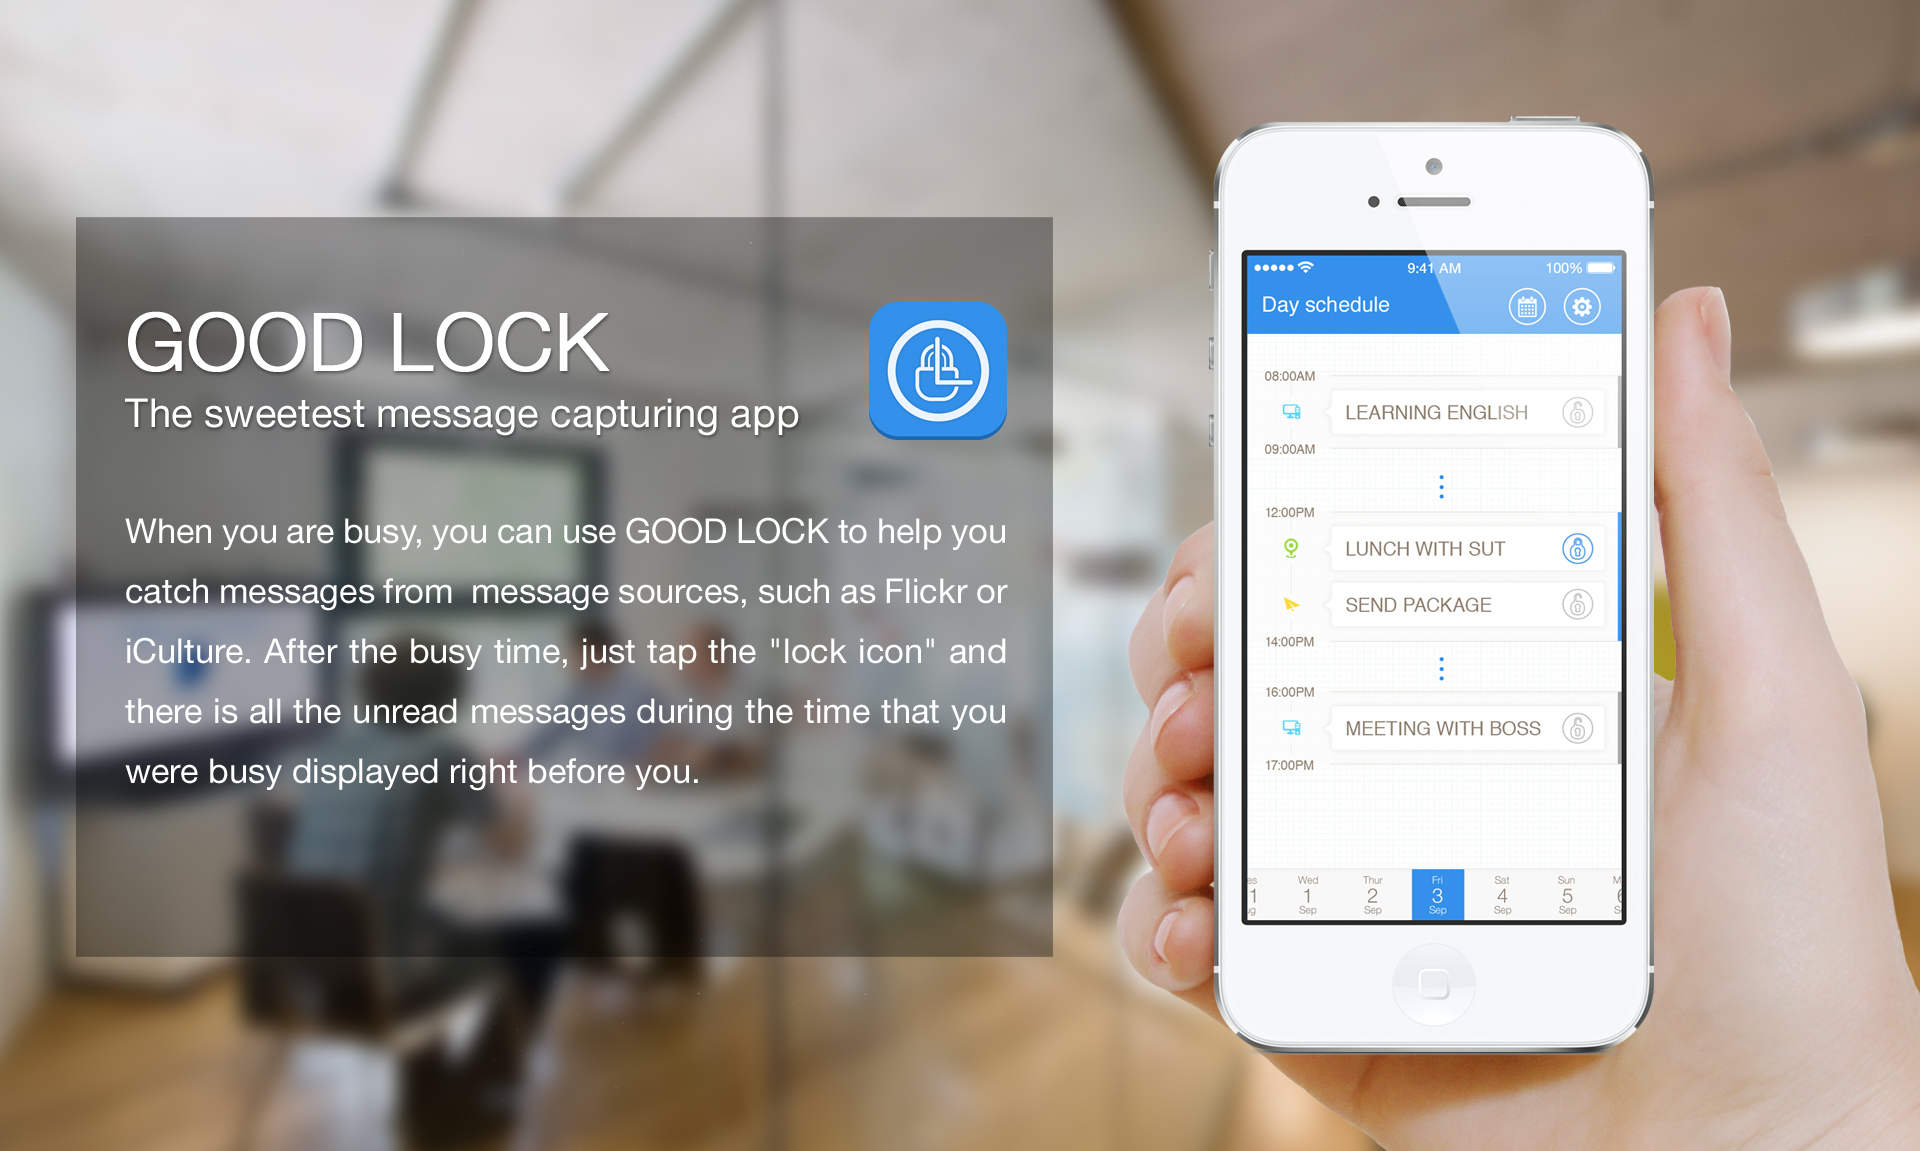 GOOD LOCK
The sweetest message capturing app
When you are busy, you can use GOOD LOCK to help you
catch messages from  message sources, such as Flickr or
iCulture. After the busy time, just tap the "lock icon" and
there is all the unread messages during the time that you
were busy displayed right before you.
9:41 AM
100%
Day schedule
08:00AM
LEARNING ENGLISH
09:00AM
12:00PM
LUNCH WITH SUT
SEND PACKAGE
14:00PM
16:00PM
MEETING WITH BOSS
17:00PM
es Wed Thur Fri Sat Sun M
1 1 2 3 4 5 6
ug Sep Sep Sep Sep Sep S